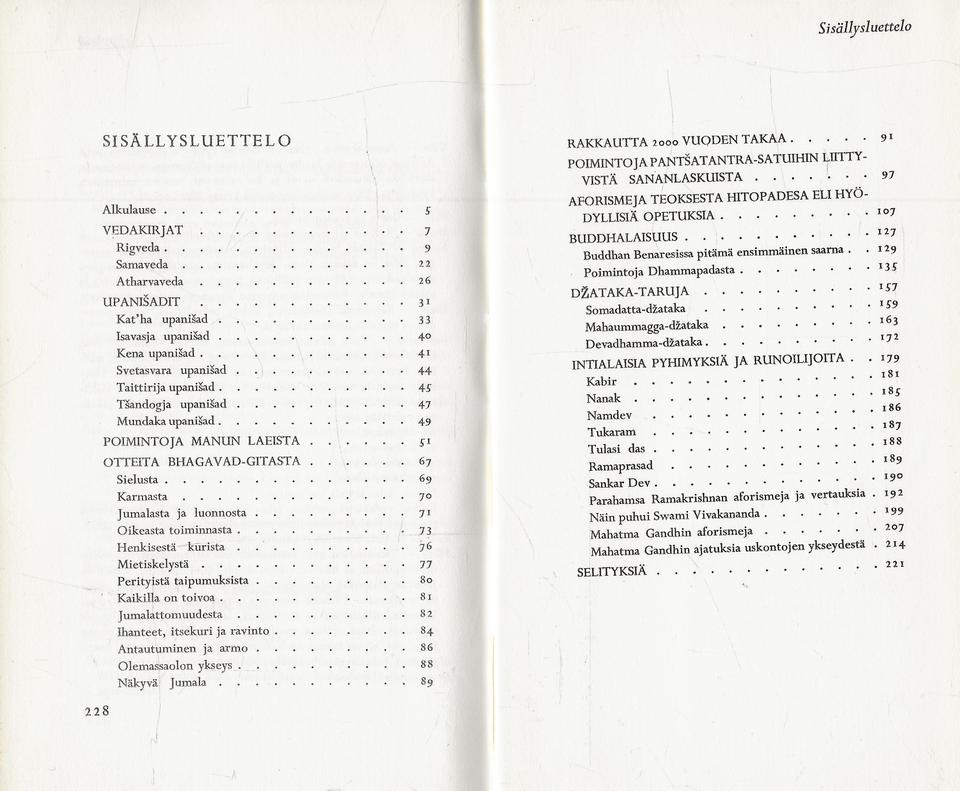 SISÄLLYSLUETTELO
Alkulause . . . . . . . . . . . . . . 5
VEDAKIRJAT . . . . . . . . . . . . 7
Rigveda . . . . . . . . . . . . . 9
Samaveda . . . . . . . . . . . . . 22
Atharvaveda . . . . . . . . . . . . 26
UPANIŠADIT . . . . . . . . . . . . 31
Kat'ha upanišad . . . . . . . . . . . 33
Isavasja upanišad . . . . . . . . . . . 40
Kena upanišad . . . . . . . . . . . . 41
Svetasvara upanišad . . . . . . . . . . 44
Taittirija upanišad . . . . . . . . . . . 45
Tšandogja upanišad . . . . . . . . . . 47
Mundaka upanišad . . . . . . . . . . . 49
POIMINTOJA MANUN LAEISTA . . . . . . 51
OTTEITA BHAGAVAD-GITASTA . . . . . . 67
Sielusta . . . . . . . . . . . . . . 69
Karmasta . . . . . . . . . . . . . 70
Jumalasta ja luonnosta . . . . . . . . . 71
Oikeasta toiminnasta . . . . . . . . . . 73
Henkisestä kurista . . . . . . . . . . 76
Mietiskelystä . . . . . . . . . . . . 77
Perityistä taipumuksista . . . . . . . . . 80
Kaikilla on toivoa . . . . . . . . . . . 81
Jumalattomuudesta . . . . . . . . . . 82
Ihanteet, itsekuri ja ravinto . . . . . . . . 84
Antautuminen ja armo . . . . . . . . . 86
Olemassaolon ykseys . . . . . . . . . . 88
Näkyvä Jumala . . . . . . . . . . . 89
228
Sisällysluettelo
RAKKAUTTA 2000 VUODEN TAKAA . . . . . 91
POIMINTOJA PANTŠATANTRA-SATUIHIN LIITTY-
VISTÄ SANANLASKUISTA . . . . . . . 97
AFORISMEJA TEOKSESTA HITOPADESA ELI HYÖ-
DYLLISIÄ OPETUKSIA . . . . . . . . . 107
BUDDHALAISUUS . . . . . . . . . . . 127
Buddhan Benaresissa pitämä ensimmäinen saarna . . 129
Poimintoja Dhammapadasta . . . . . . . . 135
DŽATAKA-TARUJA . . . . . . . . . . 157
Somadatta-džataka . . . . . . . . . . 159
Mahaummagga-džataka . . . . . . . . . 163
Devadhamma-džataka . . . . . . . . . . 172
INTIALAISIA PYHIMYKSIÄ JA RUNOILIJOITA . . 179
Kabir . . . . . . . . . . . . . . 181
Nanak . . . . . . . . . . . . . . 185
Namdev . . . . . . . . . . . . . 186
Tukaram . . . . . . . . . . . . . 187
Tulasi das . . . . . . . . . . . . . 188
Ramaprasad . . . . . . . . . . . . 189
Sankar Dev . . . . . . . . . . . . . 190
Parahamsa Ramakrishnan aforismeja ja vertauksia . 192
Näin puhui Swami Vivakananda . . . . . . . 199
Mahatma Gandhin aforismeja . . . . . . . 207
Mahatma Gandhin ajatuksia uskontojen ykseydestä . 214
SELITYKSIÄ . . . . . . . . . . . . . 221